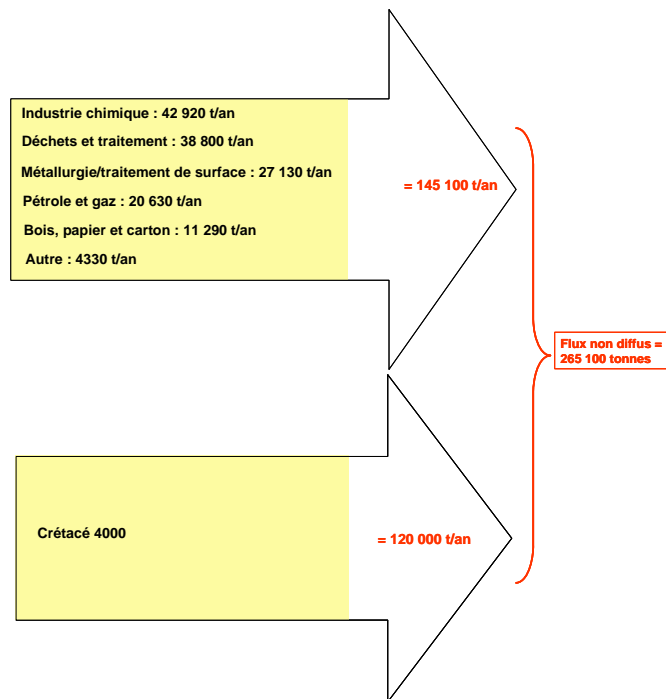 Industrie chimique : 42 920 t/an
Déchets et traitement : 38 800 t/an
Métallurgie/traitement de surface : 27 130 t/an
Pétrole et gaz : 20 630 t/an
Bois, papier et carton : 11 290 t/an
Autre : 4330 t/an
= 145 100 t/an
Flux non diffus =
265 100 tonnes
Crétacé 4000
= 120 000 t/an